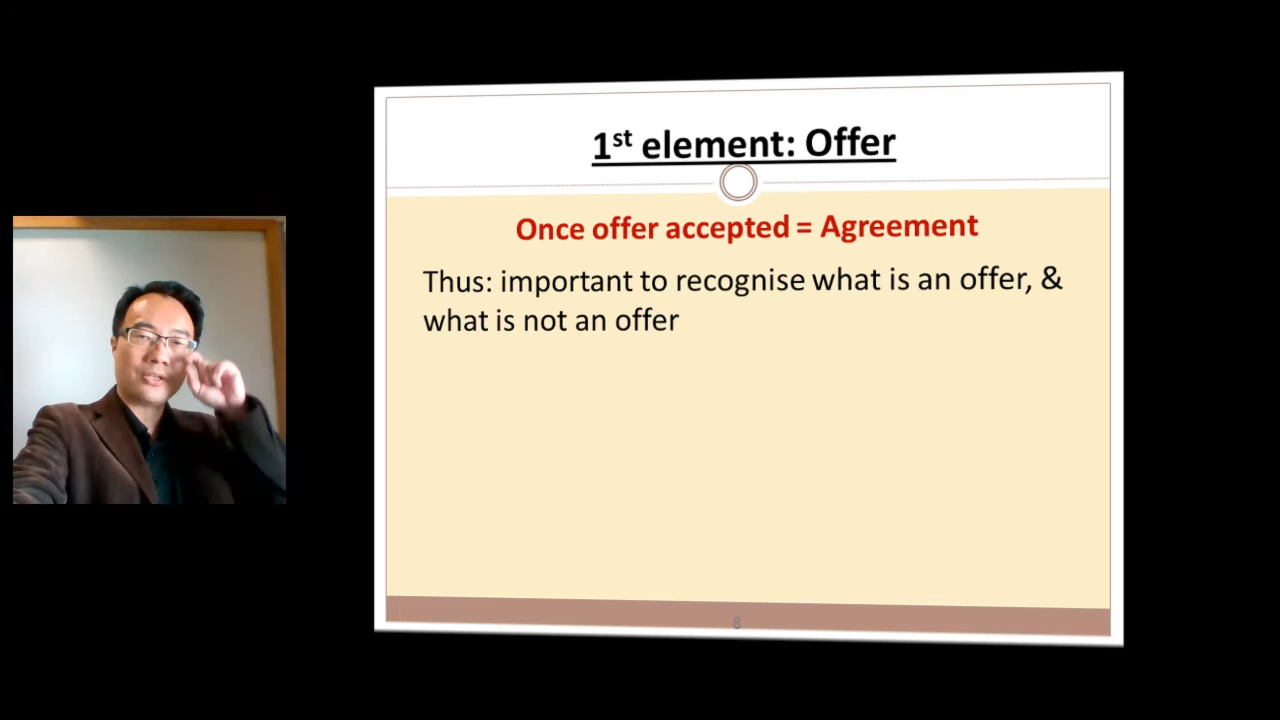 1st element: Offer
Once offer accepted = Agreement
Thus: important to recognise what is an offer, &
what is not an offer
8